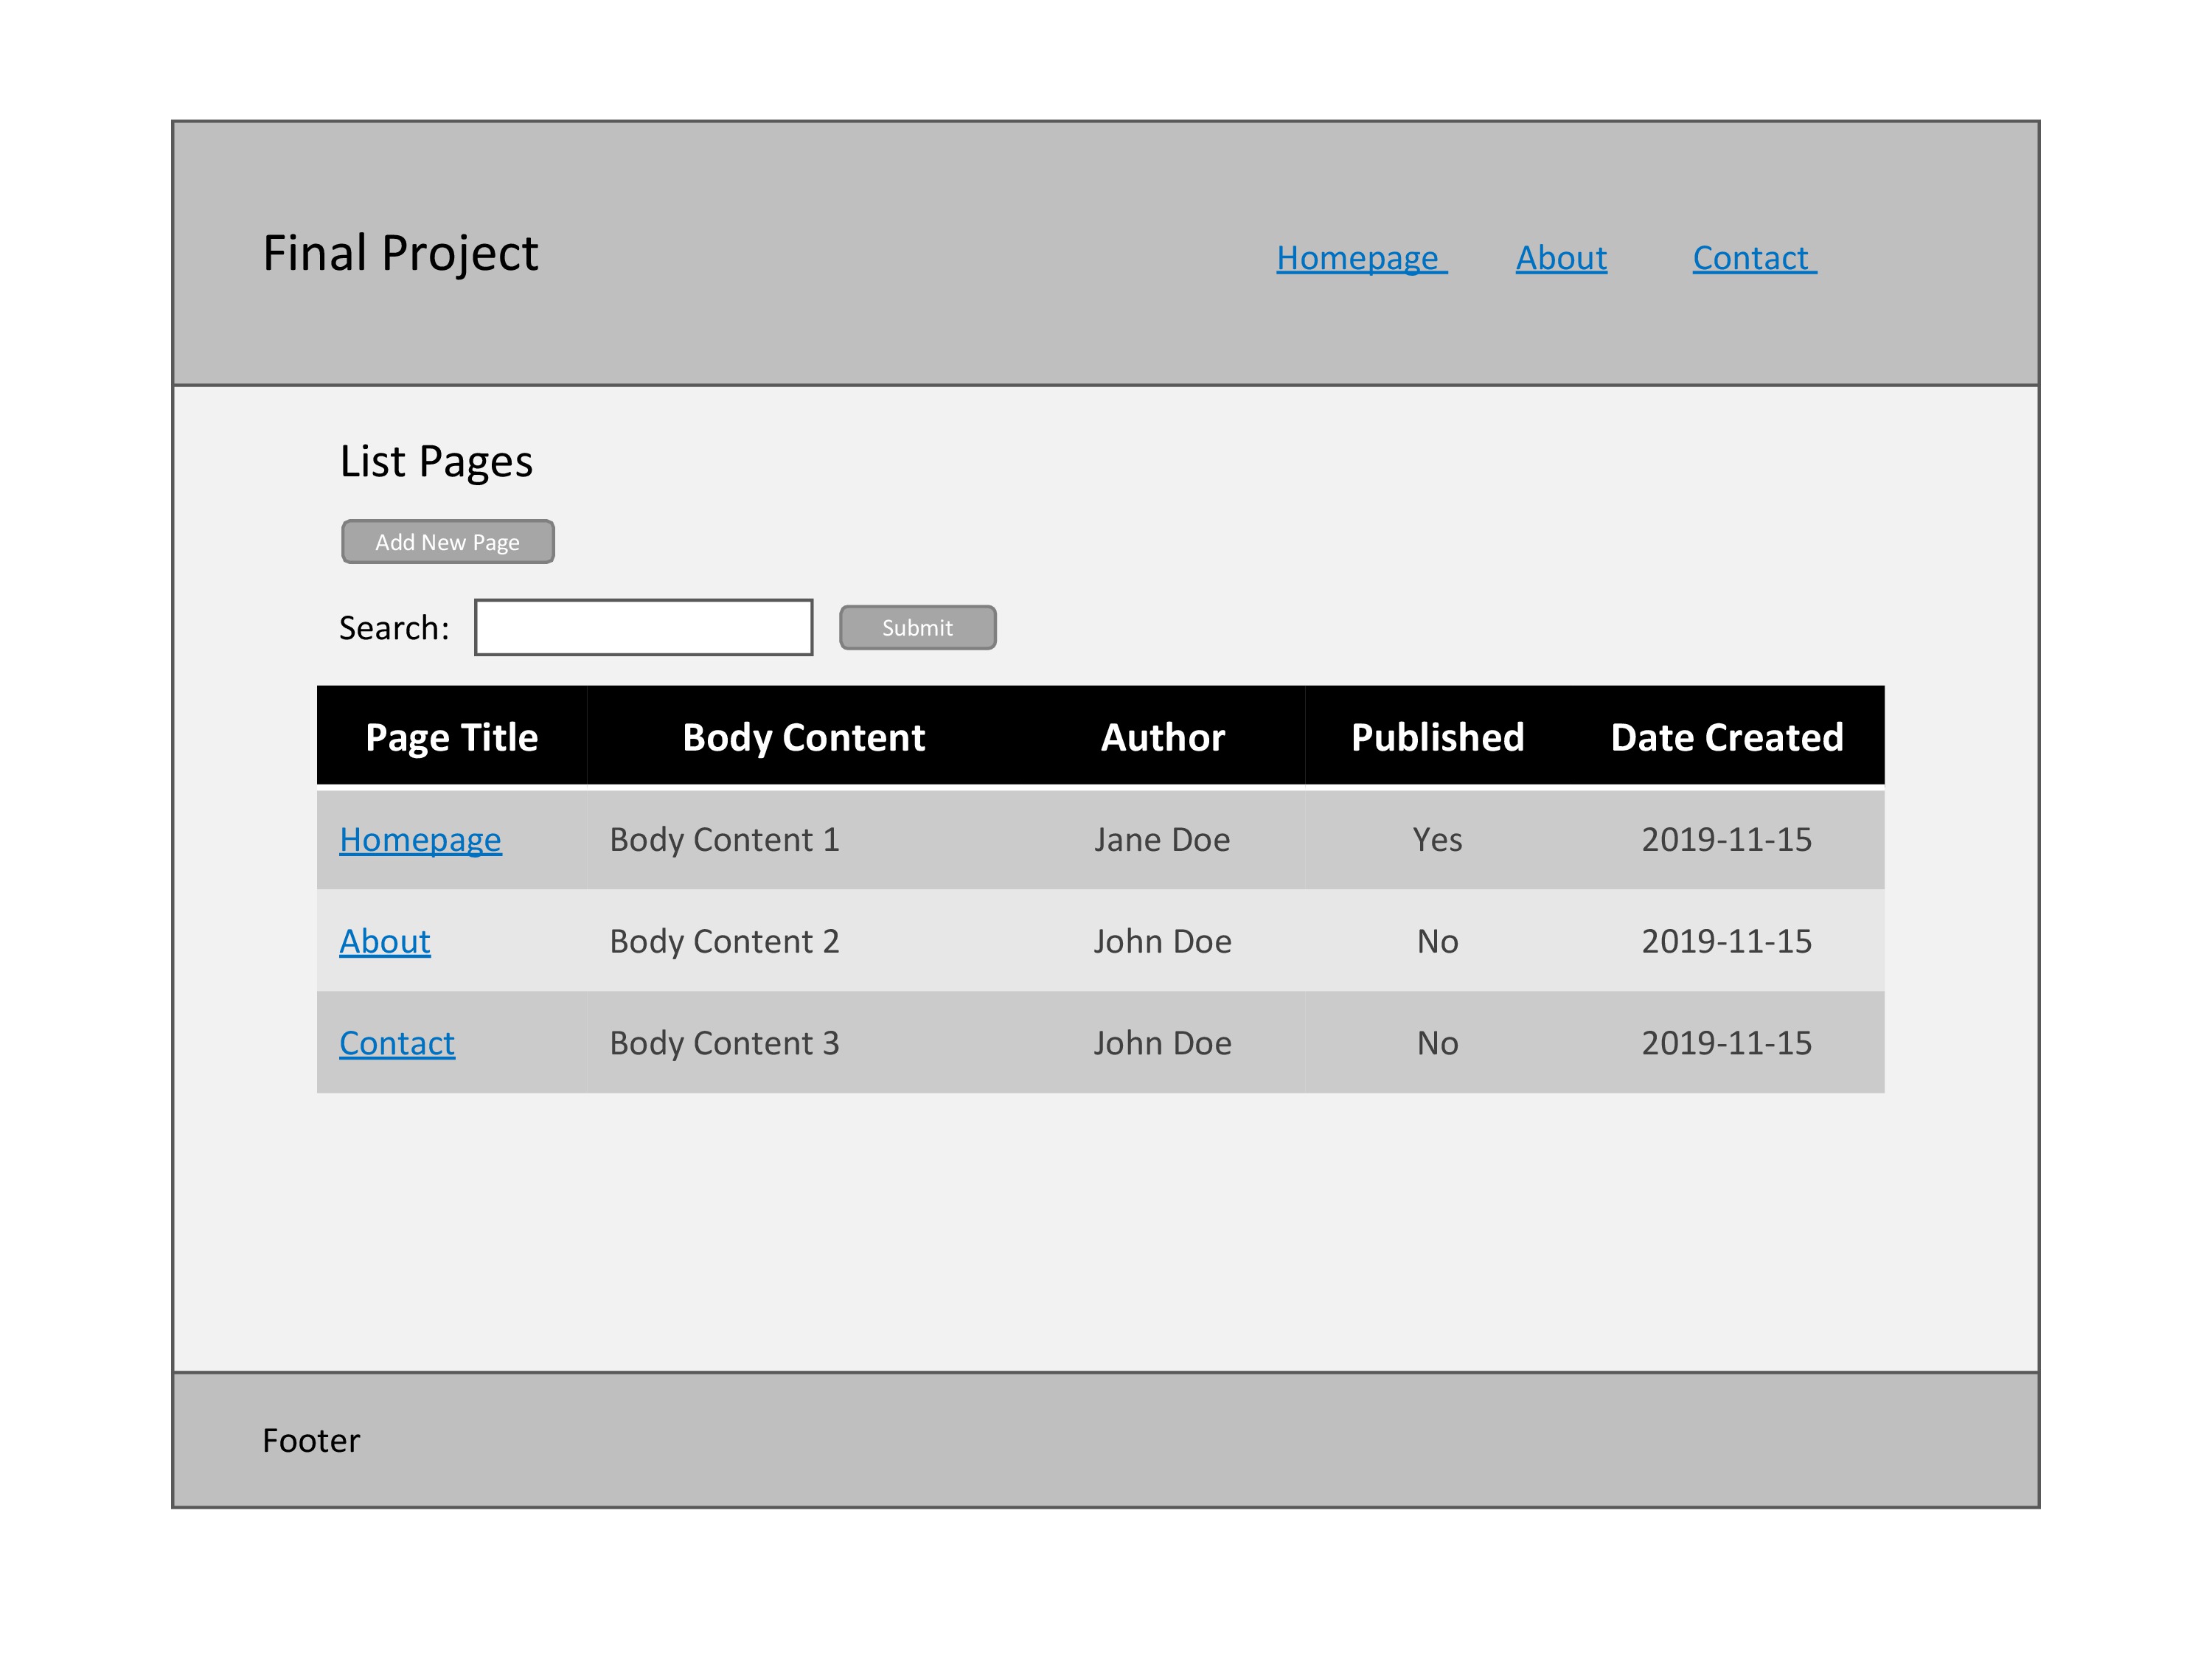 Final Project
Homepage About Contact
List Pages
Add New Page
Search: Submit
Page Title Body Content Author Published Date Created
Homepage Body Content 1 Jane Doe Yes 2019-11-15
About Body Content 2 John Doe No 2019-11-15
Contact Body Content 3 John Doe No 2019-11-15
Footer